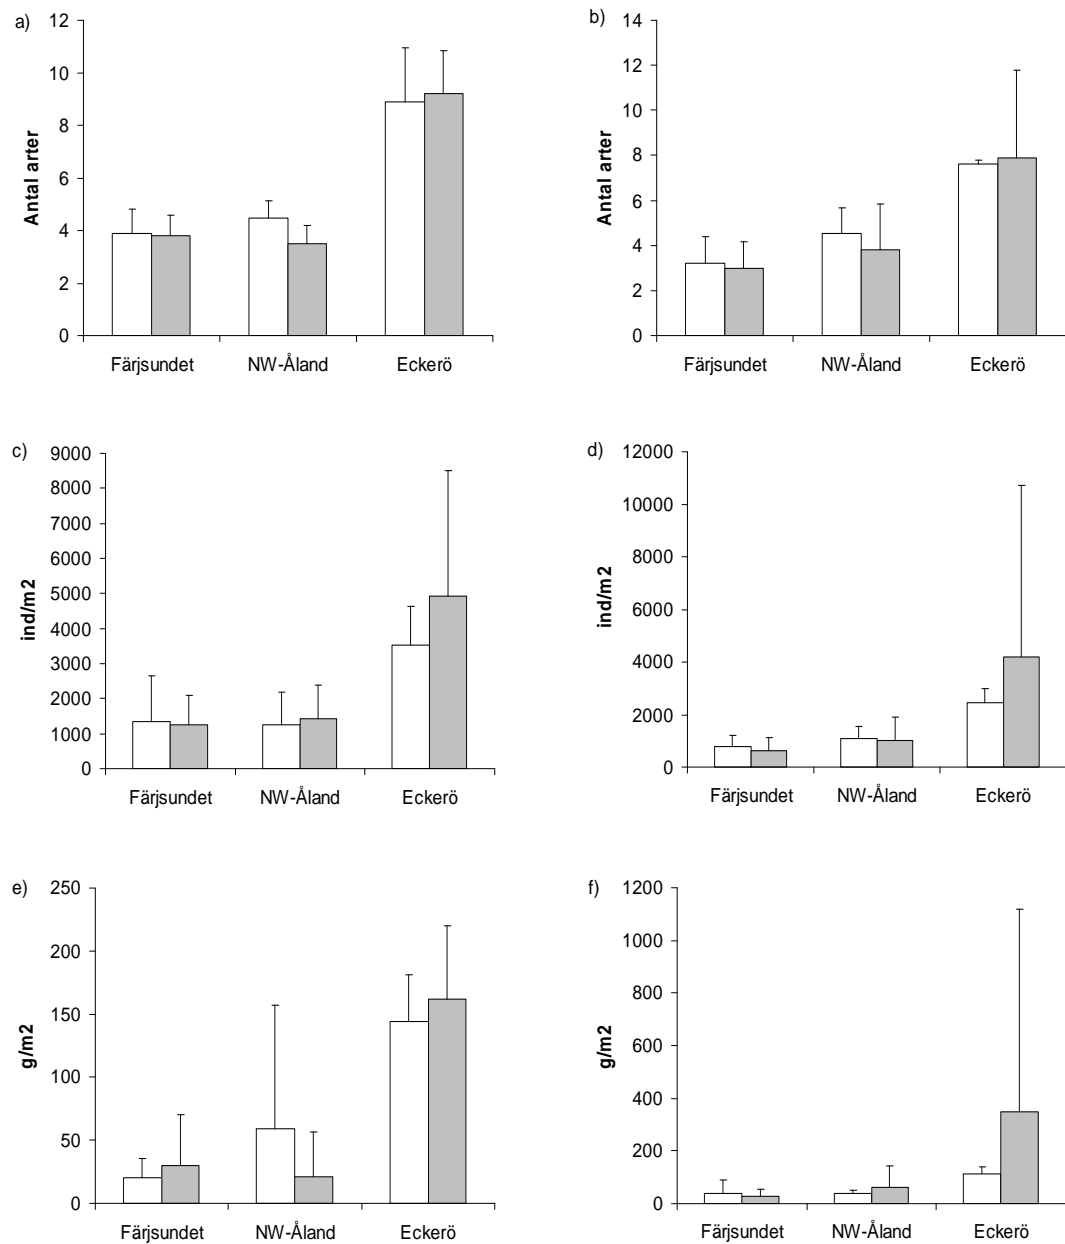 a)
12
10
8
6
4
2
0
Antal arter
Färjsundet NW-Åland Eckerö
b)
14
12
10
8
6
4
2
0
Antal arter
Färjsundet NW-Åland Eckerö
c)
9000
8000
7000
6000
5000
4000
3000
2000
1000
0
ind/m2
Färjsundet NW-Åland Eckerö
d)
12000
10000
8000
6000
4000
2000
0
ind/m2
Färjsundet NW-Åland Eckerö
e)
250
200
150
100
50
0
g/m2
Färjsundet NW-Åland Eckerö
f)
1200
1000
800
600
400
200
0
g/m2
Färjsundet NW-Åland Eckerö